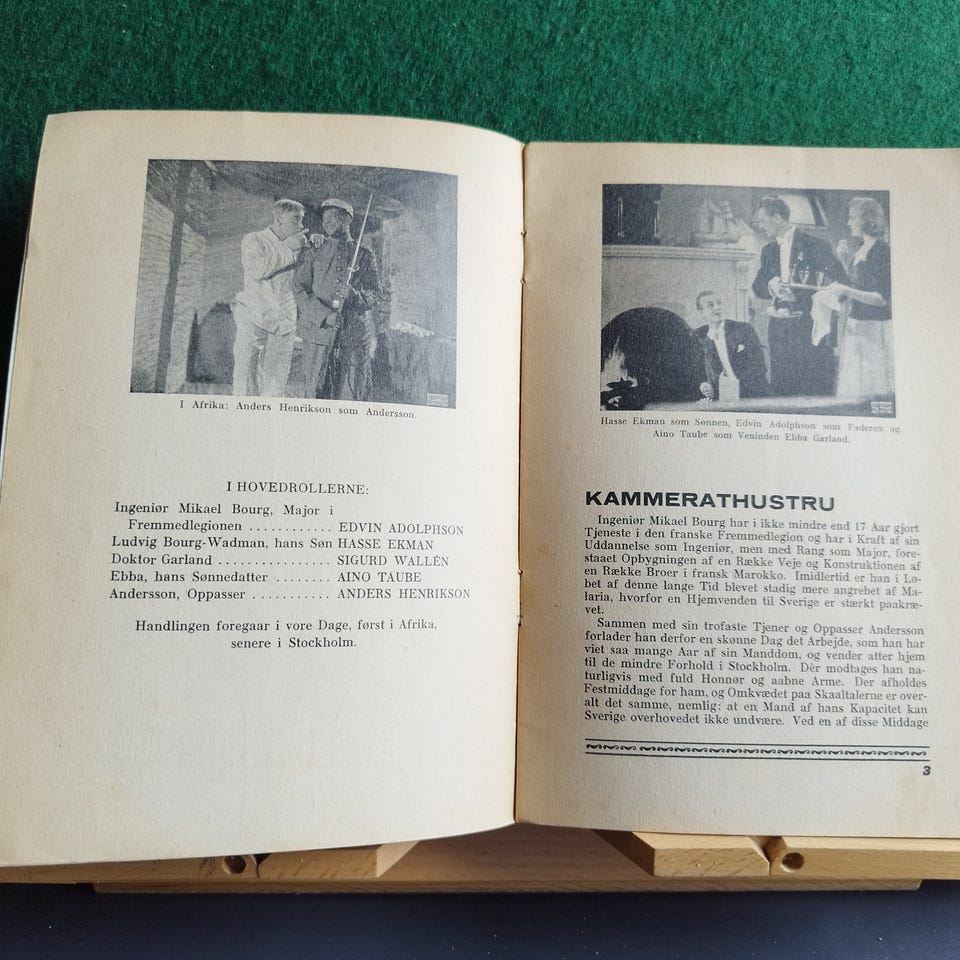 I Afrika: Anders Henrikson som Andersson.
I HOVEDROLLERNE:
Ingeniør Mikael Bourg, Major i
Fremmedlegionen ............ EDVIN ADOLPHSON
Ludvig Bourg-Wadman, hans Søn HASSE EKMAN
Doktor Garland ................. SIGURD WALLÉN
Ebba, hans Sønnedatter ........ AINO TAUBE
Andersson, Oppasser ........... ANDERS HENRIKSON
Handlingen foregaar i vore Dage, først i Afrika,
senere i Stockholm.
Hasse Ekman som Sønnen, Edvin Adolphson som Faderen og
Aino Taube som Veninden Ebba Garland.
KAMMERATHUSTRU
Ingeniør Mikael Bourg har i ikke mindre end 17 Aar gjort
Tjeneste i den franske Fremmedlegion og har i Kraft af sin
Uddannelse som Ingeniør, men med Rang som Major, fore-
staaet Opbygningen af en Række Veje og Konstruktionen af
en Række Broer i fransk Marokko. Imidlertid er han i Lø-
bet af denne lange Tid blevet stadig mere angrebet af Ma-
laria, hvorfor en Hjemvenden til Sverige er stærkt paakræ-
vet.
Sammen med sin trofaste Tjener og Oppasser Andersson
forlader han derfor en skønne Dag det Arbejde, som han har
viet saa mange Aar af sin Manddom, og vender atter hjem
til de mindre Forhold i Stockholm. Dèr modtages han na-
turligvis med fuld Honnør og aabne Arme. Der afholdes
Festmiddage for ham, og Omkvædet paa Skaaltalerne er over-
alt det samme, nemlig: at en Mand af hans Kapacitet kan
Sverige overhovedet ikke undvære. Ved en af disse Middage
3